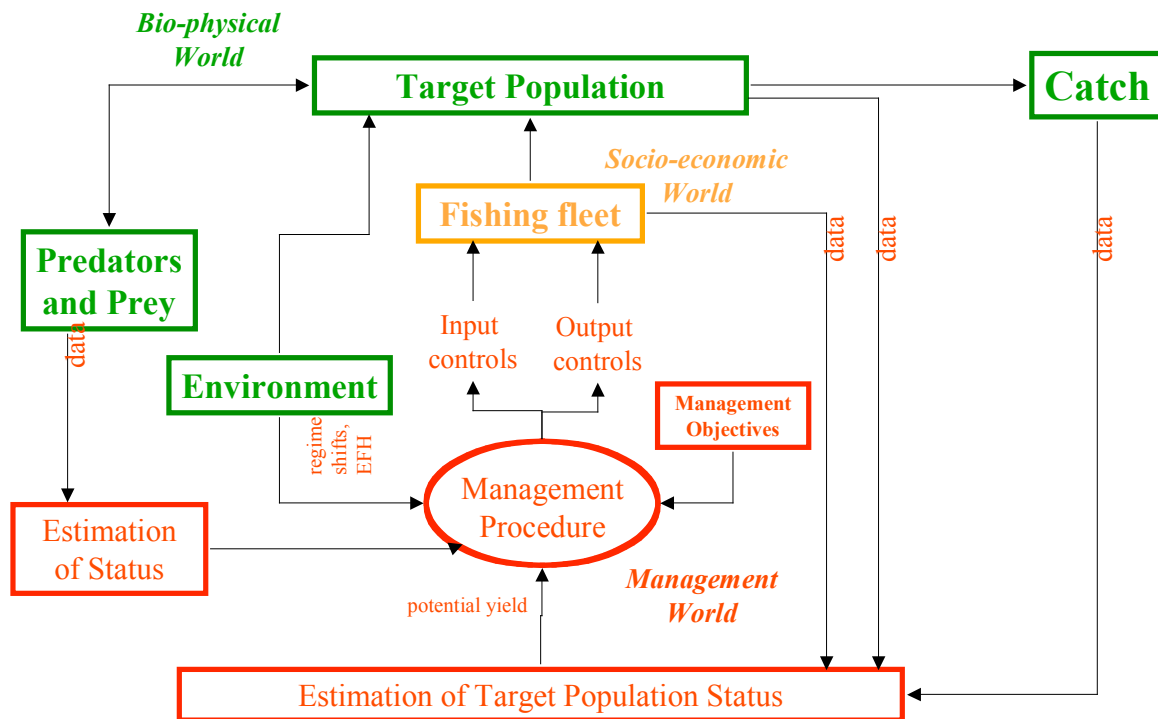 Bio-physical
World
Target Population
Catch
Socio-economic
World
Fishing fleet
data
data
data
Predators
and Prey
data
Input
controls
Output
controls
Environment
regime
shifts,
EFH
Management
Objectives
Management
Procedure
Estimation
of Status
Management
World
potential yield
Estimation of Target Population Status